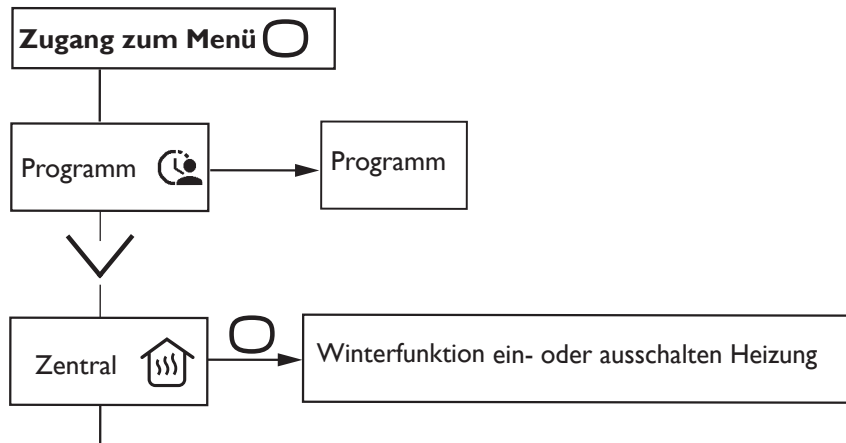 Zugang zum Menü
Programm
Programm
Zentral
Winterfunktion ein- oder ausschalten Heizung